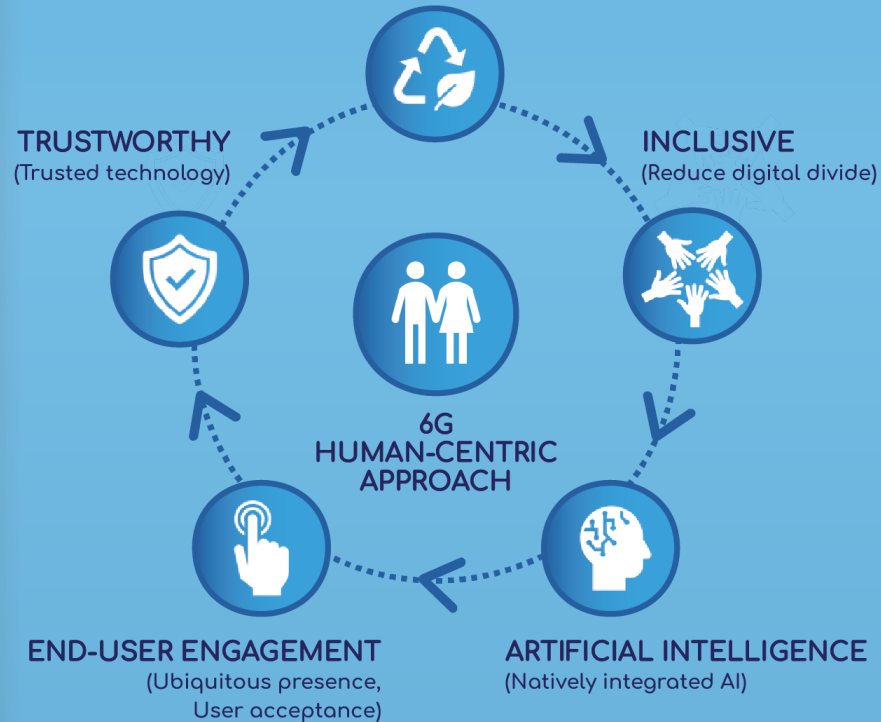 TRUSTWORTHY
(Trusted technology)
INCLUSIVE
(Reduce digital divide)
6G
HUMAN-CENTRIC
APPROACH
END-USER ENGAGEMENT
(Ubiquitous presence,
User acceptance)
ARTIFICIAL INTELLIGENCE
(Natively integrated AI)